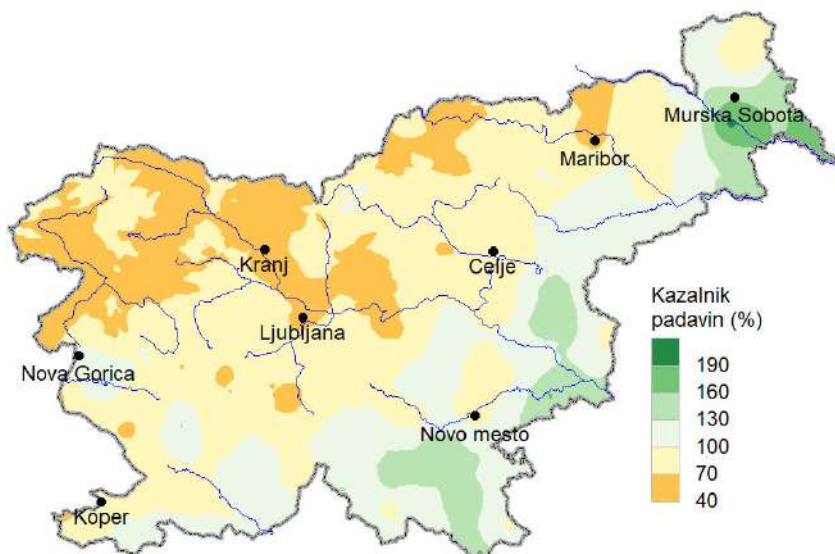 Murska Sobota
Maribor
Kranj
Celje
Ljubljana
Nova Gorica
Novo mesto
Koper
Kazalnik
padavin (%)
190
160
130
100
70
40